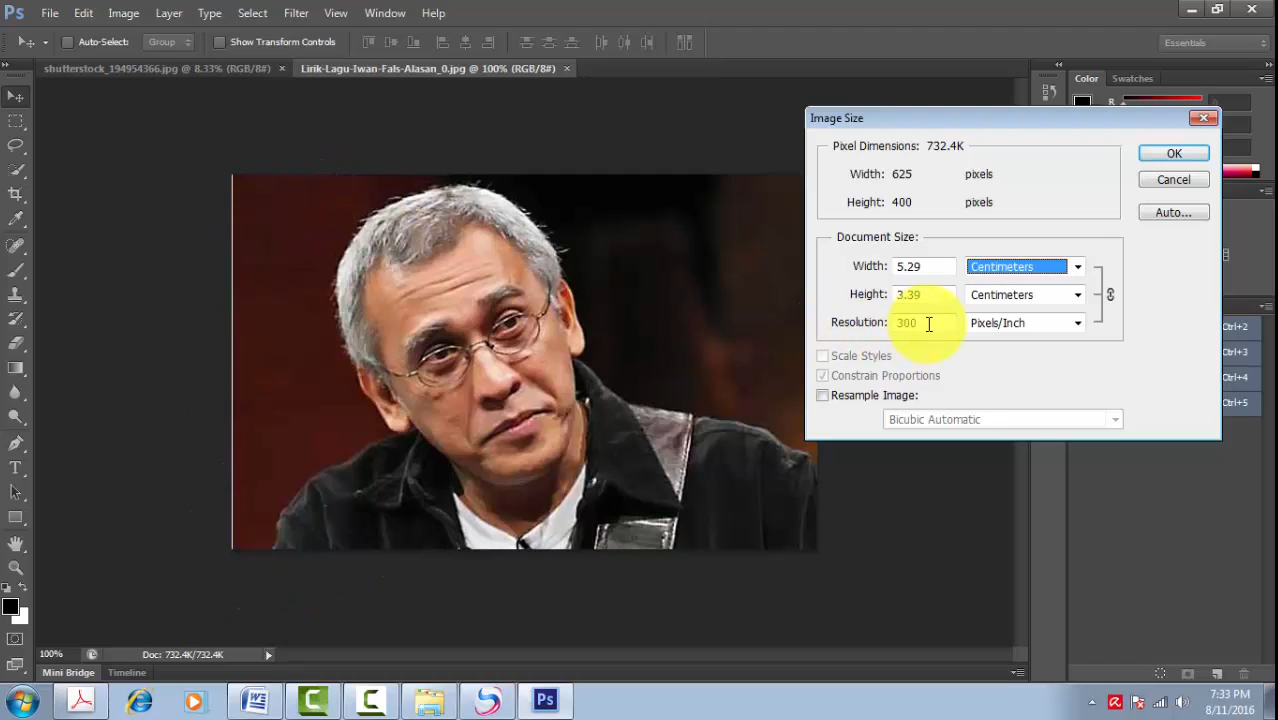 Ps File Edit Image Layer Type Select Filter View Window Help
Auto-Select: Group Show Transform Controls Essentials
shutterstock_194954366.jpg @ 8.33% (RGB/8#) × Lirik-Lagu-Iwan-Fals-Alasan_0.jpg @ 100% (RGB/8#) ×
Color Swatches
R
Image Size
Pixel Dimensions: 732.4K
OK
Width: 625 pixels
Cancel
Height: 400 pixels
Auto...
Document Size:
Width: 5.29 Centimeters
Height: 3.39 Centimeters
Resolution: 300 Pixels/Inch
Ctrl+2
Ctrl+3
Ctrl+4
Ctrl+5
Scale Styles
Constrain Proportions
Resample Image:
Bicubic Automatic
100% Doc: 732.4K/732.4K
Mini Bridge Timeline
Ps
7:33 PM
8/11/2016